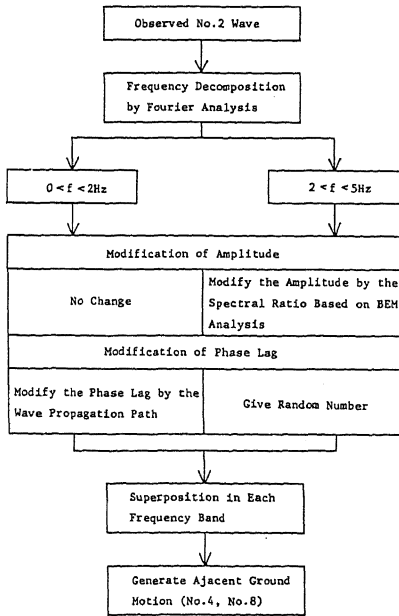 Observed No.2 Wave
Frequency Decomposition
by Fourier Analysis
0 < f < 2Hz
2 < f < 5Hz
Modification of Amplitude
No Change
Modify the Amplitude by the
Spectral Ratio Based on BEM
Analysis
Modification of Phase Lag
Modify the Phase Lag by the
Wave Propagation Path
Give Random Number
Superposition in Each
Frequency Band
Generate Ajacent Ground
Motion (No.4, No.8)